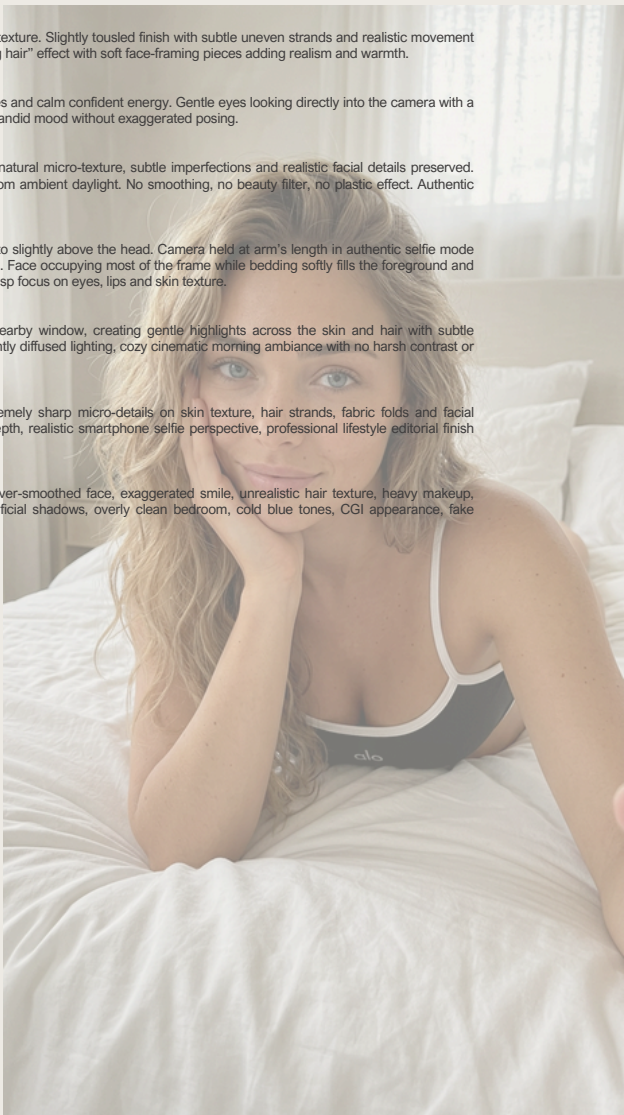 texture. Slightly tousled finish with subtle uneven strands and realistic movement
hair” effect with soft face-framing pieces adding realism and warmth.
and calm confident energy. Gentle eyes looking directly into the camera with a
andid mood without exaggerated posing.
natural micro-texture, subtle imperfections and realistic facial details preserved.
om ambient daylight. No smoothing, no beauty filter, no plastic effect. Authentic
to slightly above the head. Camera held at arm’s length in authentic selfie mode
. Face occupying most of the frame while bedding softly fills the foreground and
sp focus on eyes, lips and skin texture.
earby window, creating gentle highlights across the skin and hair with subtle
ntly diffused lighting, cozy cinematic morning ambiance with no harsh contrast or
emely sharp micro-details on skin texture, hair strands, fabric folds and facial
epth, realistic smartphone selfie perspective, professional lifestyle editorial finish
ver-smoothed face, exaggerated smile, unrealistic hair texture, heavy makeup,
ficial shadows, overly clean bedroom, cold blue tones, CGI appearance, fake
alo